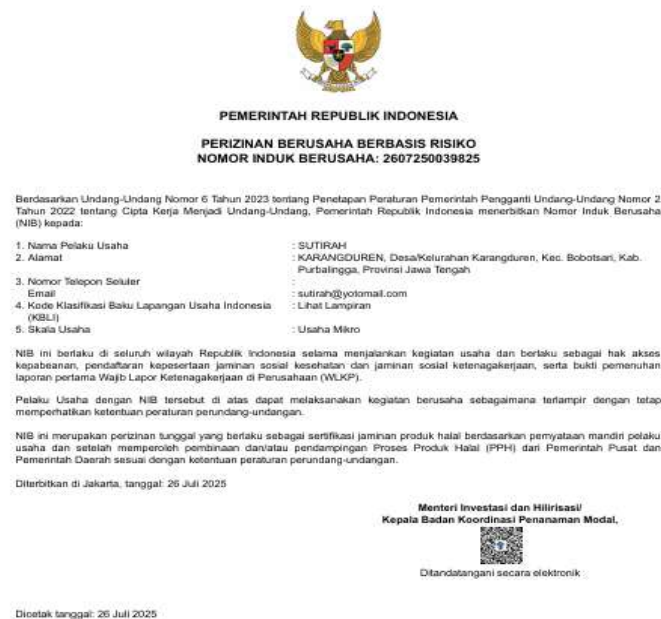 PEMERINTAH REPUBLIK INDONESIA
PERIZINAN BERUSAHA BERBASIS RISIKO
NOMOR INDUK BERUSAHA: 2607250039825
Berdasarkan Undang-Undang Nomor 6 Tahun 2023 tentang Penetapan Peraturan Pemerintah Pengganti Undang-Undang Nomor 2
Tahun 2022 tentang Cipta Kerja Menjadi Undang-Undang, Pemerintah Republik Indonesia menerbitkan Nomor Induk Berusaha
(NIB) kepada:
1. Nama Pelaku Usaha : SUTIRAH
2. Alamat : KARANGDUREN, Desa/Kelurahan Karangduren, Kec. Bobotsari, Kab.
Purbalingga, Provinsi Jawa Tengah
3. Nomor Telepon Seluler :
Email : sutirah@yotomail.com
4. Kode Klasifikasi Baku Lapangan Usaha Indonesia : Lihat Lampiran
(KBLI)
5. Skala Usaha : Usaha Mikro
NIB ini berlaku di seluruh wilayah Republik Indonesia selama menjalankan kegiatan usaha dan berlaku sebagai hak akses
kepabeanan, pendaftaran kepesertaan jaminan sosial kesehatan dan jaminan sosial ketenagakerjaan, serta bukti pemenuhan
laporan pertama Wajib Lapor Ketenagakerjaan di Perusahaan (WLKP).
Pelaku Usaha dengan NIB tersebut di atas dapat melaksanakan kegiatan berusaha sebagaimana terlampir dengan tetap
memperhatikan ketentuan peraturan perundang-undangan.
NIB ini merupakan perizinan tunggal yang berlaku sebagai sertifikasi jaminan produk halal berdasarkan pernyataan mandiri pelaku
usaha dan setelah memperoleh pembinaan dan/atau pendampingan Proses Produk Halal (PPH) dari Pemerintah Pusat dan
Pemerintah Daerah sesuai dengan ketentuan peraturan perundang-undangan.
Diterbitkan di Jakarta, tanggal: 26 Juli 2025
Menteri Investasi dan Hilirisasi/
Kepala Badan Koordinasi Penanaman Modal,
Ditandatangani secara elektronik
Dicetak tanggal: 26 Juli 2025